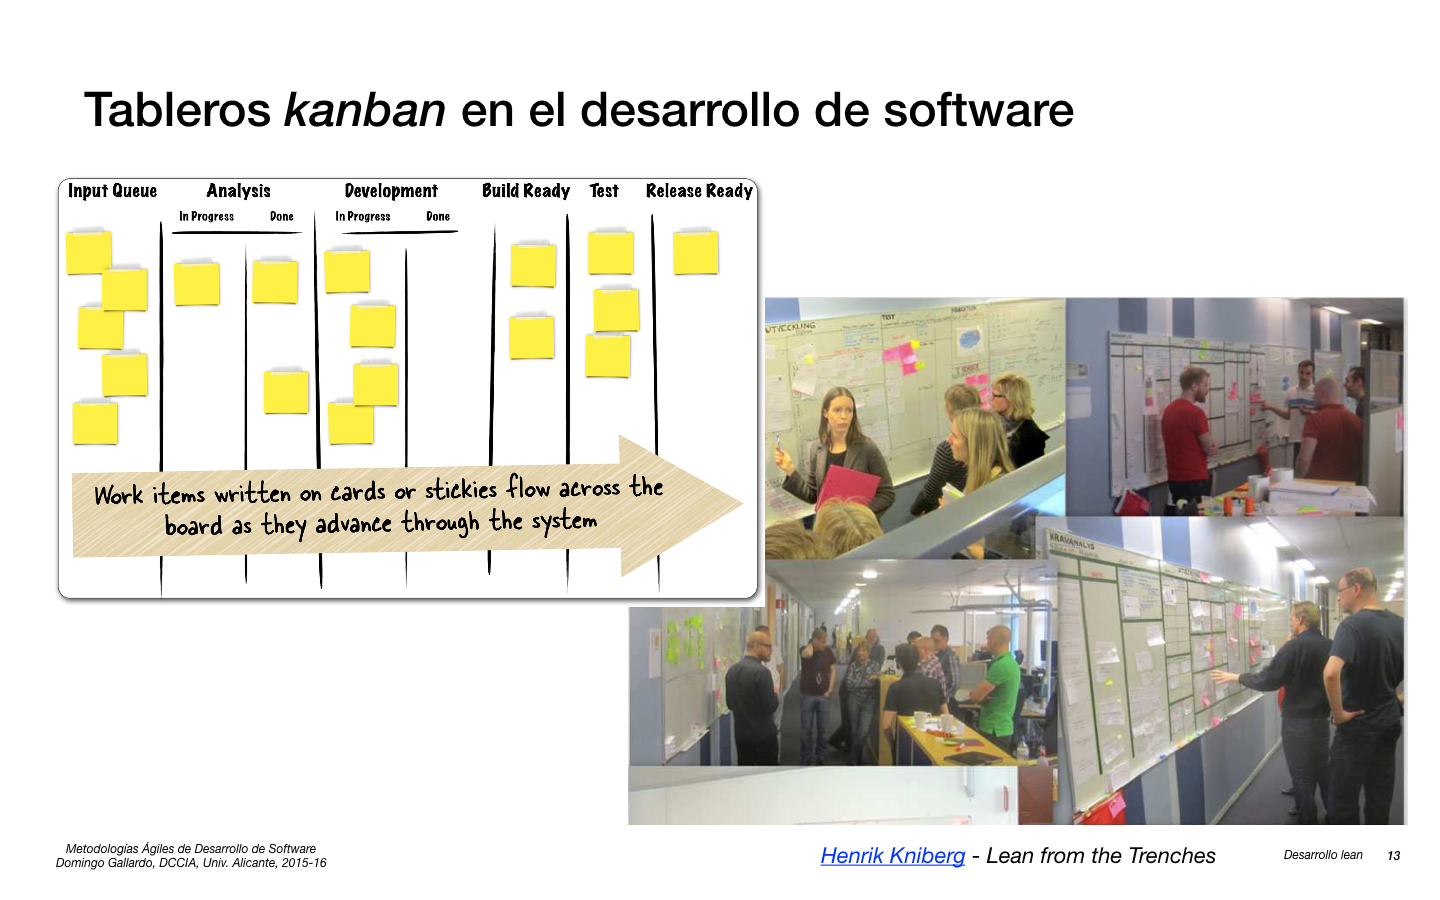 Tableros kanban en el desarrollo de software
Input Queue Analysis Development Build Ready Test Release Ready
In Progress Done In Progress Done
Work items written on cards or stickies flow across the
board as they advance through the system
UTVECKLING
TEST
KRAVANALYS
Metodologías Ágiles de Desarrollo de Software
Domingo Gallardo, DCCIA, Univ. Alicante, 2015-16
Henrik Kniberg - Lean from the Trenches
Desarrollo lean 13